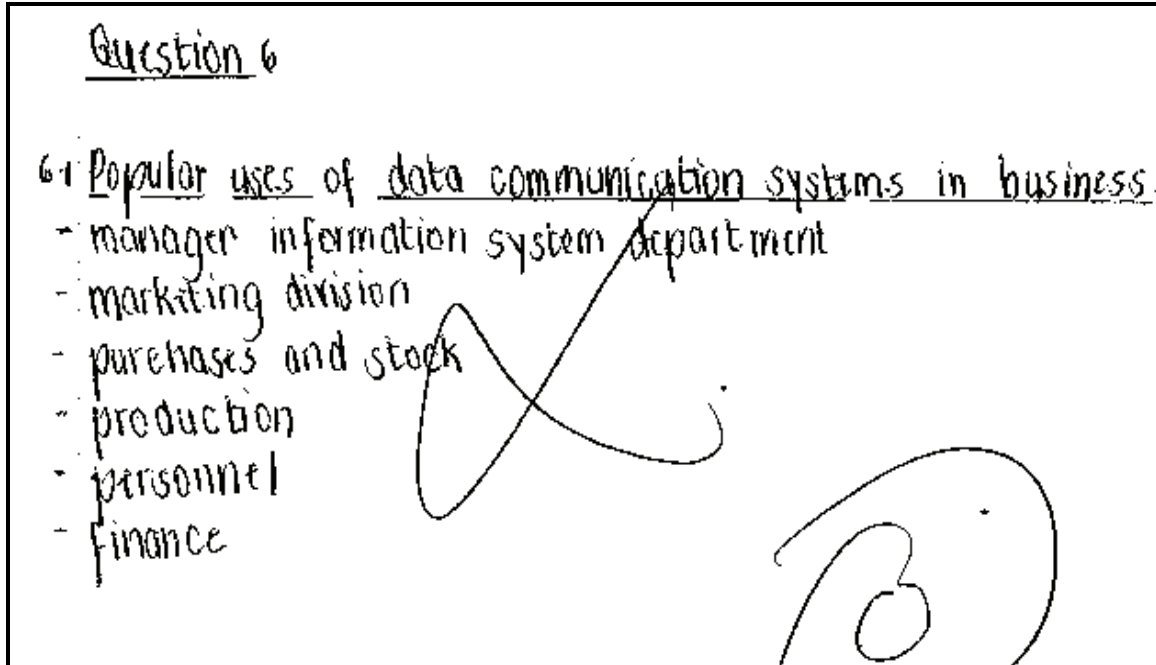 Question 6
6.1 Popular uses of data communication systems in business
- manager information system department
- marketing division
- purchases and stock
- production
- personnel
- finance